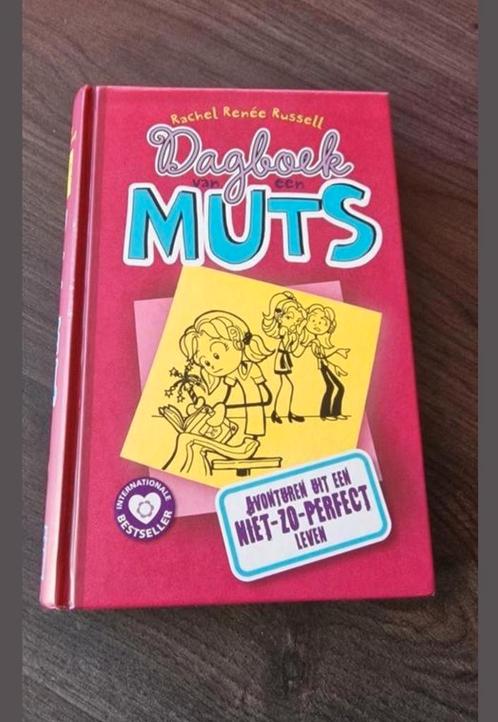 Rachel Renée Russell
Dagboek
van een
MUTS
INTERNATIONALE
BESTSELLER
AVONTUREN UIT EEN
NIET-ZO-PERFECT
LEVEN